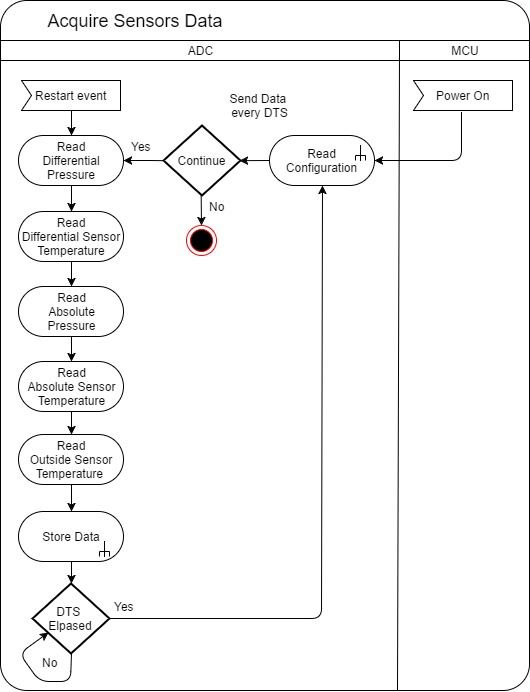 Acquire Sensors Data
ADC
MCU
Restart event
Send Data
every DTS
Power On
Read
Differential
Pressure
Yes
Continue
Read
Configuration
No
Read
Differential Sensor
Temperature
Read
Absolute
Pressure
Read
Absolute Sensor
Temperature
Read
Outside Sensor
Temperature
Store Data
DTS
Elpased
Yes
No